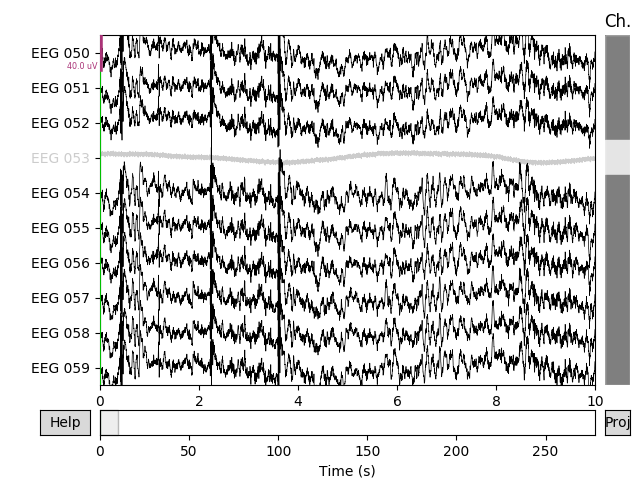 Ch.
EEG 050
40.0 uV
EEG 051
EEG 052
EEG 053
EEG 054
EEG 055
EEG 056
EEG 057
EEG 058
EEG 059
0 2 4 6 8 10
Help
Proj
0 50 100 150 200 250
Time (s)